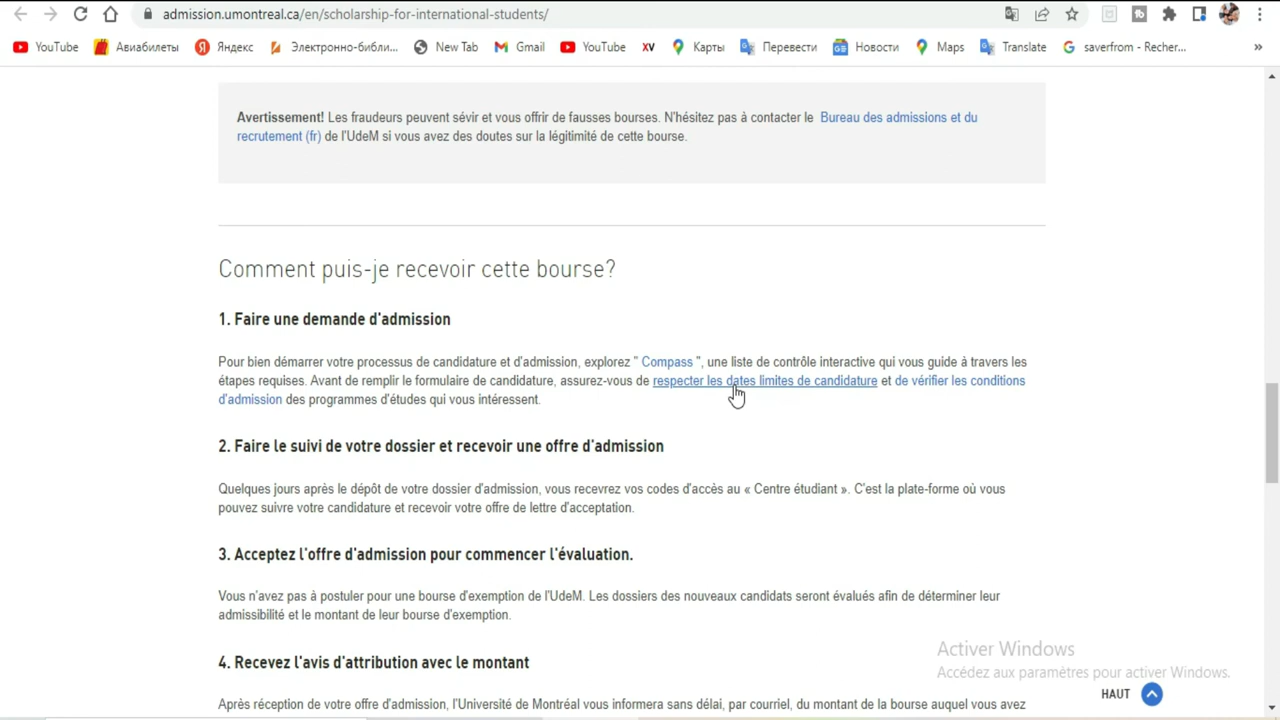 admission.umontreal.ca/en/scholarship-for-international-students/
YouTube Авиабилеты Яндекс Электронно-библи... New Tab Gmail YouTube XV Карты Перевести Новости Maps Translate saverfrom - Recher... »
Avertissement! Les fraudeurs peuvent sévir et vous offrir de fausses bourses. N'hésitez pas à contacter le Bureau des admissions et du
recrutement (fr) de l'UdeM si vous avez des doutes sur la légitimité de cette bourse.
Comment puis-je recevoir cette bourse?
1. Faire une demande d'admission
Pour bien démarrer votre processus de candidature et d'admission, explorez " Compass ", une liste de contrôle interactive qui vous guide à travers les
étapes requises. Avant de remplir le formulaire de candidature, assurez-vous de respecter les dates limites de candidature et de vérifier les conditions
d'admission des programmes d'études qui vous intéressent.
2. Faire le suivi de votre dossier et recevoir une offre d'admission
Quelques jours après le dépôt de votre dossier d'admission, vous recevrez vos codes d'accès au « Centre étudiant ». C'est la plate-forme où vous
pouvez suivre votre candidature et recevoir votre offre de lettre d'acceptation.
3. Acceptez l'offre d'admission pour commencer l'évaluation.
Vous n'avez pas à postuler pour une bourse d'exemption de l'UdeM. Les dossiers des nouveaux candidats seront évalués afin de déterminer leur
admissibilité et le montant de leur bourse d'exemption.
Activer Windows
4. Recevez l'avis d'attribution avec le montant
Accédez aux paramètres pour activer Windows.
HAUT
Après réception de votre offre d'admission, l'Université de Montréal vous informera sans délai, par courriel, du montant de la bourse auquel vous avez